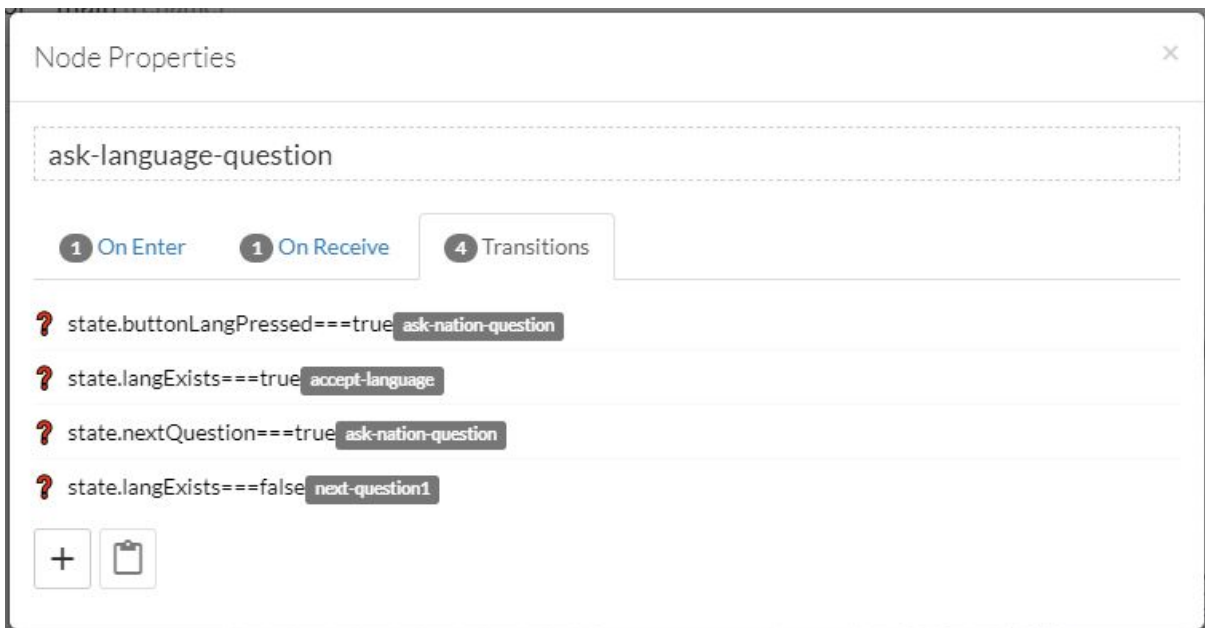 Node Properties ×
ask-language-question
1 On Enter 1 On Receive 4 Transitions
? state.buttonLangPressed===true ask-nation-question
? state.langExists===true accept-language
? state.nextQuestion===true ask-nation-question
? state.langExists===false next-question1
+